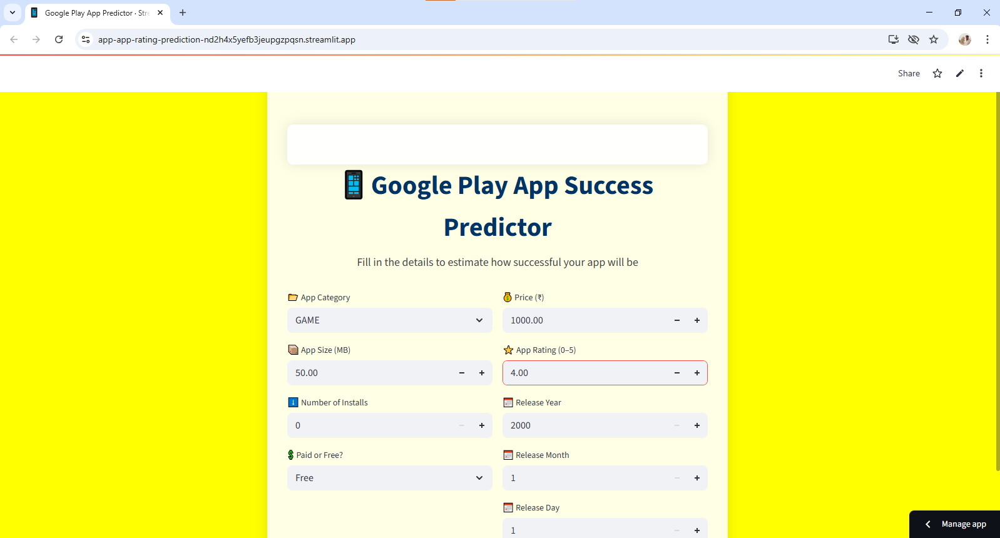 Google Play App Predictor · Stre
app-app-rating-prediction-nd2h4x5yefb3jeupgzpqsn.streamlit.app
Share
Google Play App Success
Predictor
Fill in the details to estimate how successful your app will be
App Category
GAME
Price (₹)
1000.00
App Size (MB)
50.00
App Rating (0–5)
4.00
Number of Installs
0
Release Year
2000
Paid or Free?
Free
Release Month
1
Release Day
1
Manage app